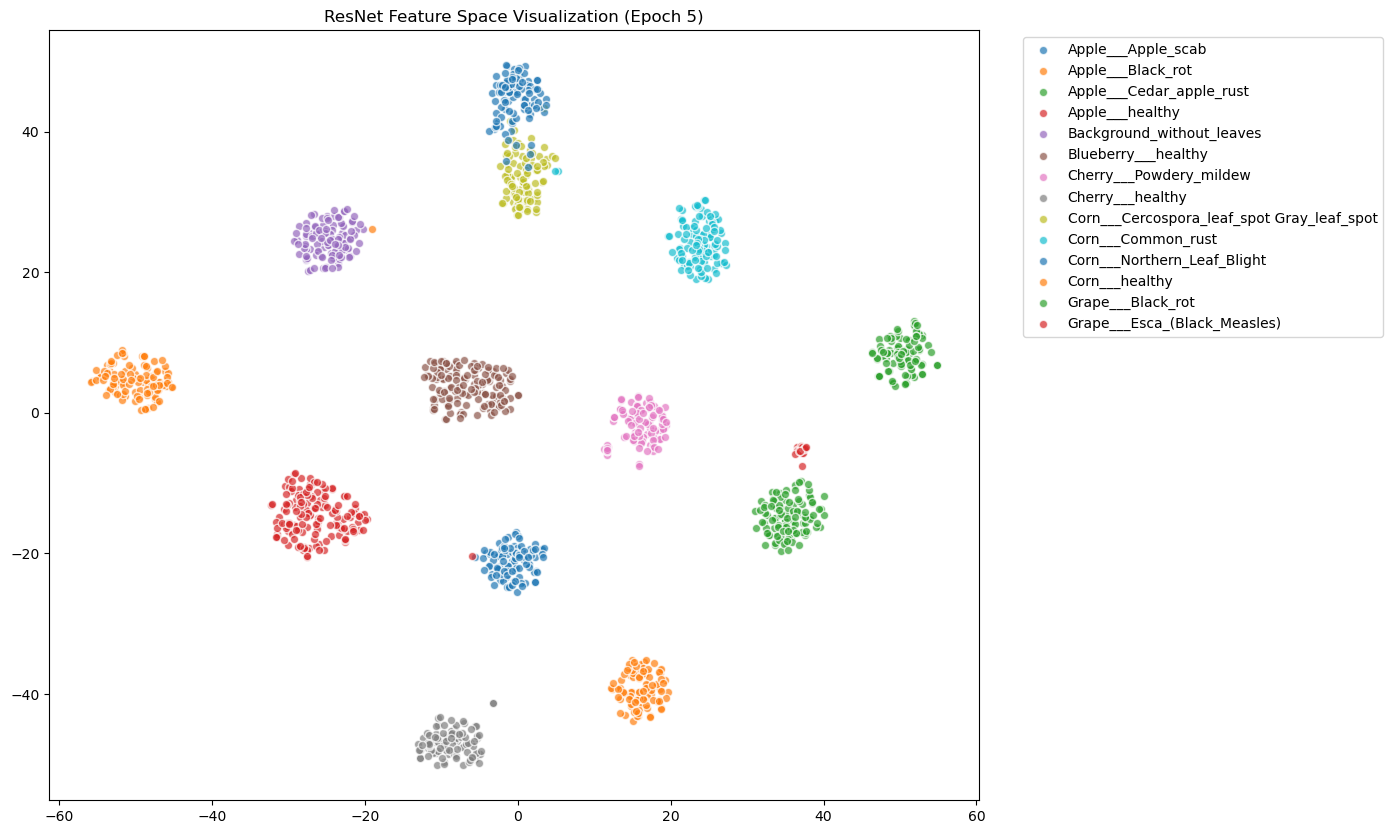 ResNet Feature Space Visualization (Epoch 5)
Apple___Apple_scab
Apple___Black_rot
Apple___Cedar_apple_rust
Apple___healthy
Background_without_leaves
Blueberry___healthy
Cherry___Powdery_mildew
Cherry___healthy
Corn___Cercospora_leaf_spot Gray_leaf_spot
Corn___Common_rust
Corn___Northern_Leaf_Blight
Corn___healthy
Grape___Black_rot
Grape___Esca_(Black_Measles)
40
20
0
−20
−40
−60 −40 −20 0 20 40 60